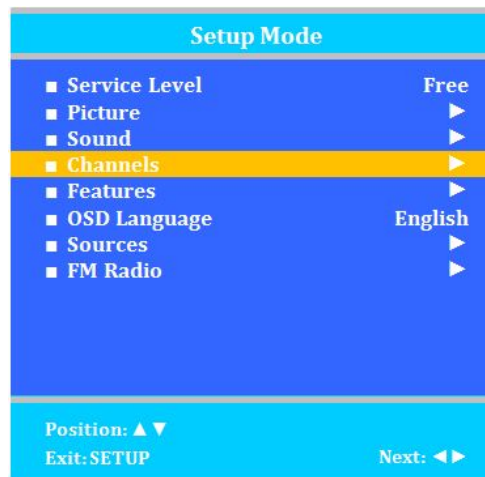 Setup Mode
■ Service Level Free
■ Picture ▶
■ Sound ▶
■ Channels ▶
■ Features ▶
■ OSD Language English
■ Sources ▶
■ FM Radio ▶
Position: ▲▼
Exit: SETUP Next: ◀▶